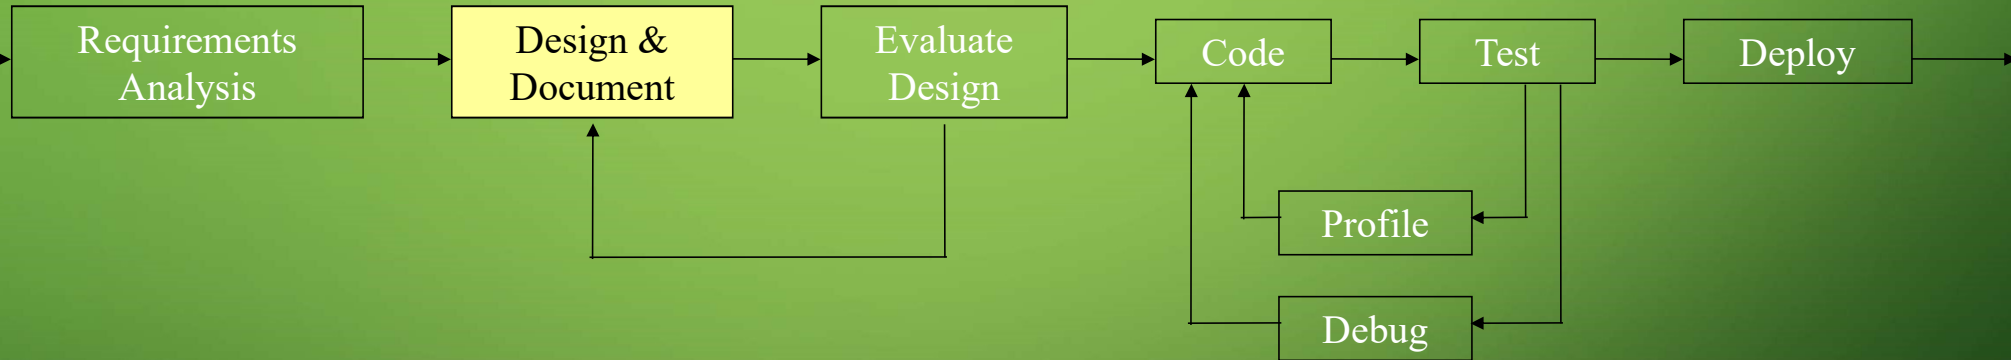 Requirements
Analysis
Design &
Document
Evaluate
Design
Code
Test
Deploy
Profile
Debug